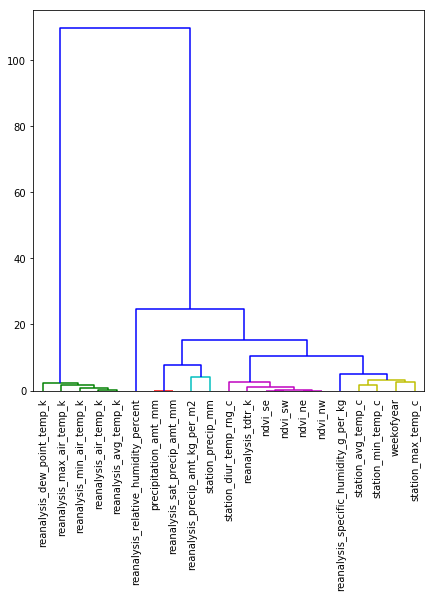 100
80
60
40
20
0
reanalysis_dew_point_temp_k
reanalysis_max_air_temp_k
reanalysis_min_air_temp_k
reanalysis_air_temp_k
reanalysis_avg_temp_k
reanalysis_relative_humidity_percent
precipitation_amt_mm
reanalysis_sat_precip_amt_mm
reanalysis_precip_amt_kg_per_m2
station_precip_mm
station_diur_temp_rng_c
reanalysis_tdtr_k
ndvi_se
ndvi_sw
ndvi_ne
ndvi_nw
reanalysis_specific_humidity_g_per_kg
station_avg_temp_c
station_min_temp_c
weekofyear
station_max_temp_c